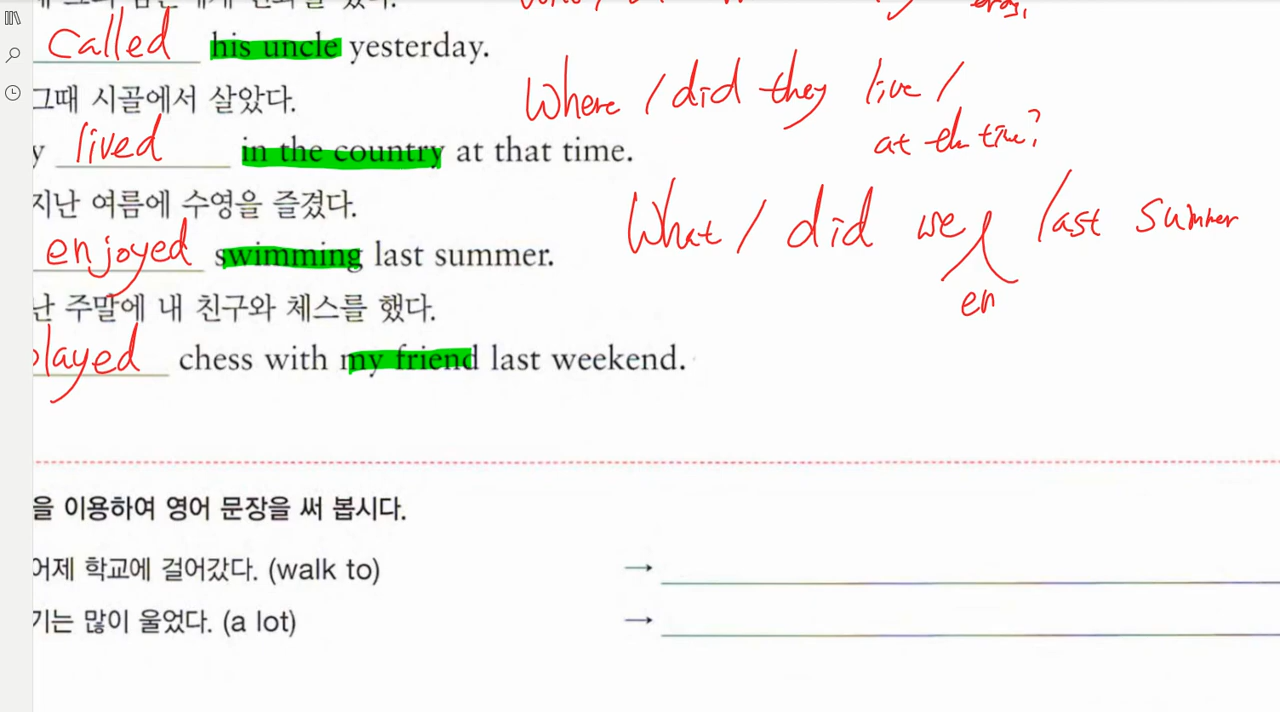 called his uncle yesterday.
그때 시골에서 살았다.
Where / did they live /
at the time?
y lived in the country at that time.
지난 여름에 수영을 즐겼다.
What / did we last summer
en
enjoyed swimming last summer.
난 주말에 내 친구와 체스를 했다.
played chess with my friend last weekend.
을 이용하여 영어 문장을 써 봅시다.
어제 학교에 걸어갔다. (walk to) →
기는 많이 울었다. (a lot) →